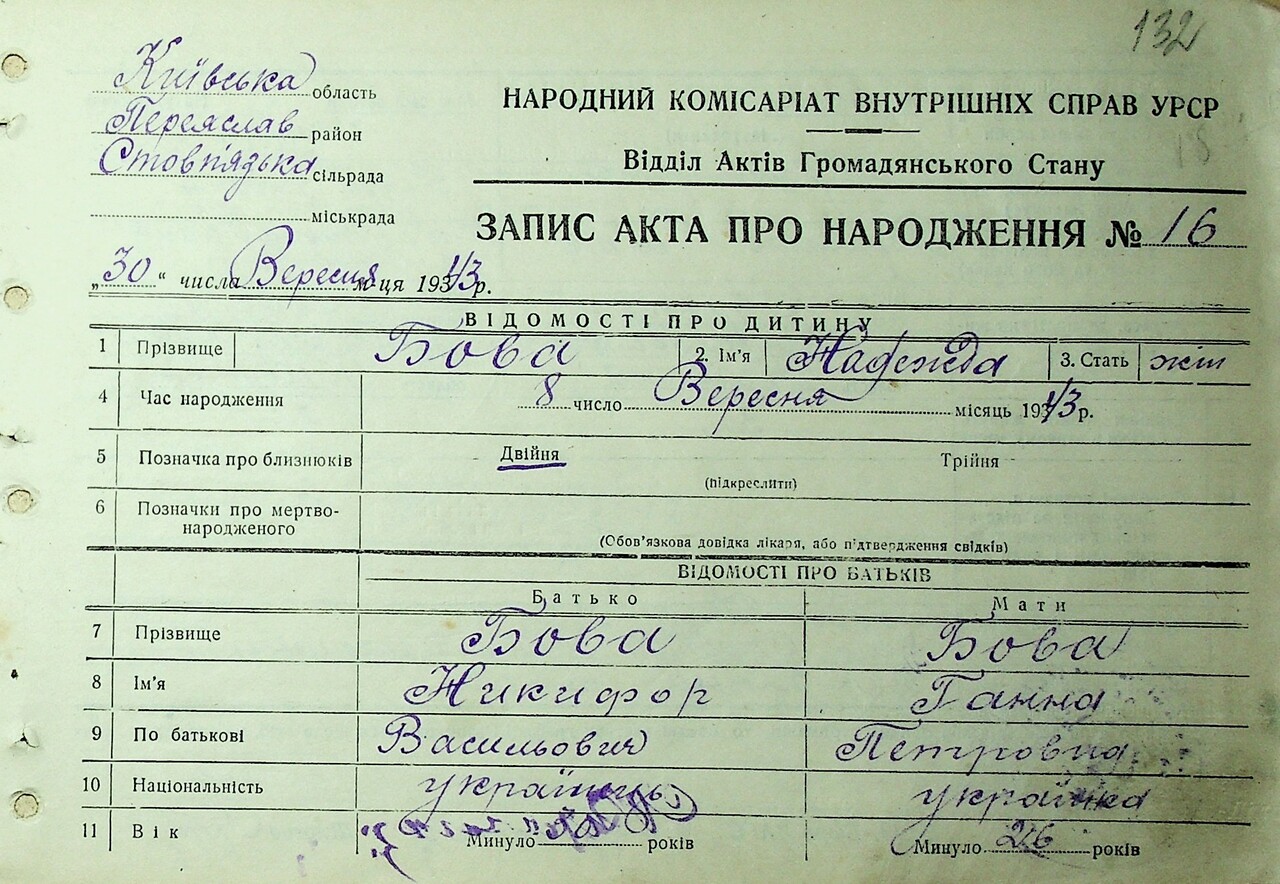 132
Київська область
Переяслав район
Стовп'язька сільрада
міськрада
НАРОДНИЙ КОМІСАРІАТ ВНУТРІШНІХ СПРАВ УРСР
18
Відділ Актів Громадянського Стану
ЗАПИС АКТА ПРО НАРОДЖЕННЯ № 16
„30“ числа Вересня м-ця 1943 р.
ВІДОМОСТІ ПРО ДИТИНУ
1 Прізвище Бова 2. Ім'я Надежда 3. Стать жін
4 Час народження 8 число Вересня місяць 1943 р.
5 Позначка про близнюків Двійня Трійня
(підкреслити)
6 Позначки про мертво-
народженого
(Обов'язкова довідка лікаря, або підтвердження свідків)
ВІДОМОСТІ ПРО БАТЬКІВ
Батько Мати
7 Прізвище Бова Бова
8 Ім'я Никифор Ганна
9 По батькові Васильович Петровна
10 Національність українець українка
11 Вік Минуло років Минуло 26 років